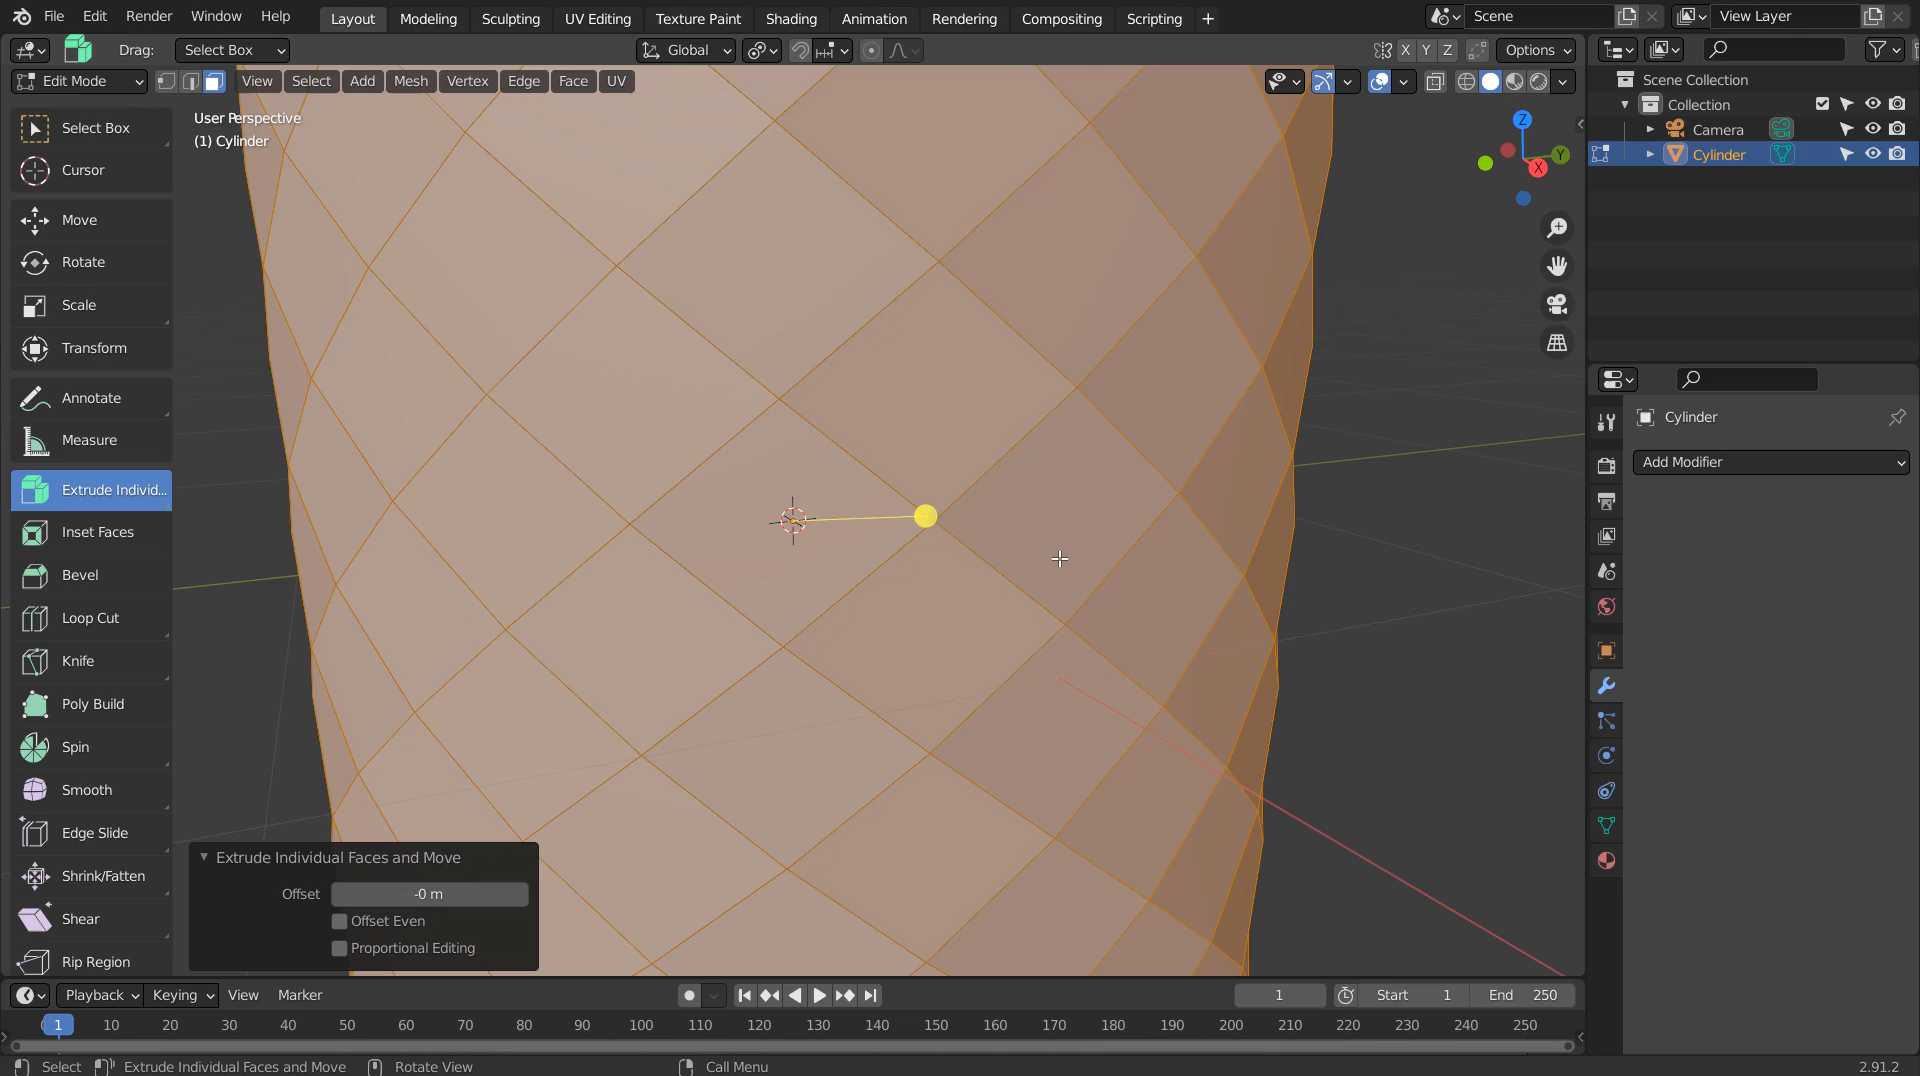 File Edit Render Window Help Layout Modeling Sculpting UV Editing Texture Paint Shading Animation Rendering Compositing Scripting + Scene View Layer
Drag: Select Box Global X Y Z Options
Edit Mode View Select Add Mesh Vertex Edge Face UV
User Perspective
(1) Cylinder
Select Box
Cursor
Move
Rotate
Scale
Transform
Annotate
Measure
Extrude Individ...
Inset Faces
Bevel
Loop Cut
Knife
Poly Build
Spin
Smooth
Edge Slide
Shrink/Fatten
Shear
Rip Region
Z
Y
X
Scene Collection
Collection
Camera
Cylinder
Cylinder
Add Modifier
Extrude Individual Faces and Move
Offset -0 m
Offset Even
Proportional Editing
Playback Keying View Marker 1 Start 1 End 250
1 10 20 30 40 50 60 70 80 90 100 110 120 130 140 150 160 170 180 190 200 210 220 230 240 250
Select Extrude Individual Faces and Move Rotate View Call Menu 2.91.2